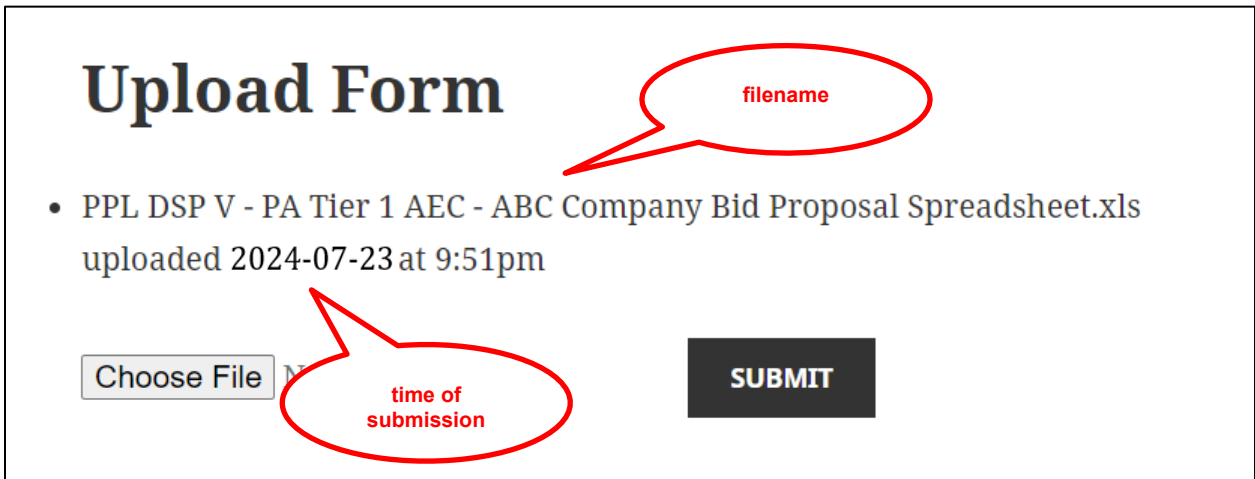 Upload Form
filename
• PPL DSP V - PA Tier 1 AEC - ABC Company Bid Proposal Spreadsheet.xls
uploaded 2024-07-23 at 9:51pm
Choose File
time of
submission
SUBMIT